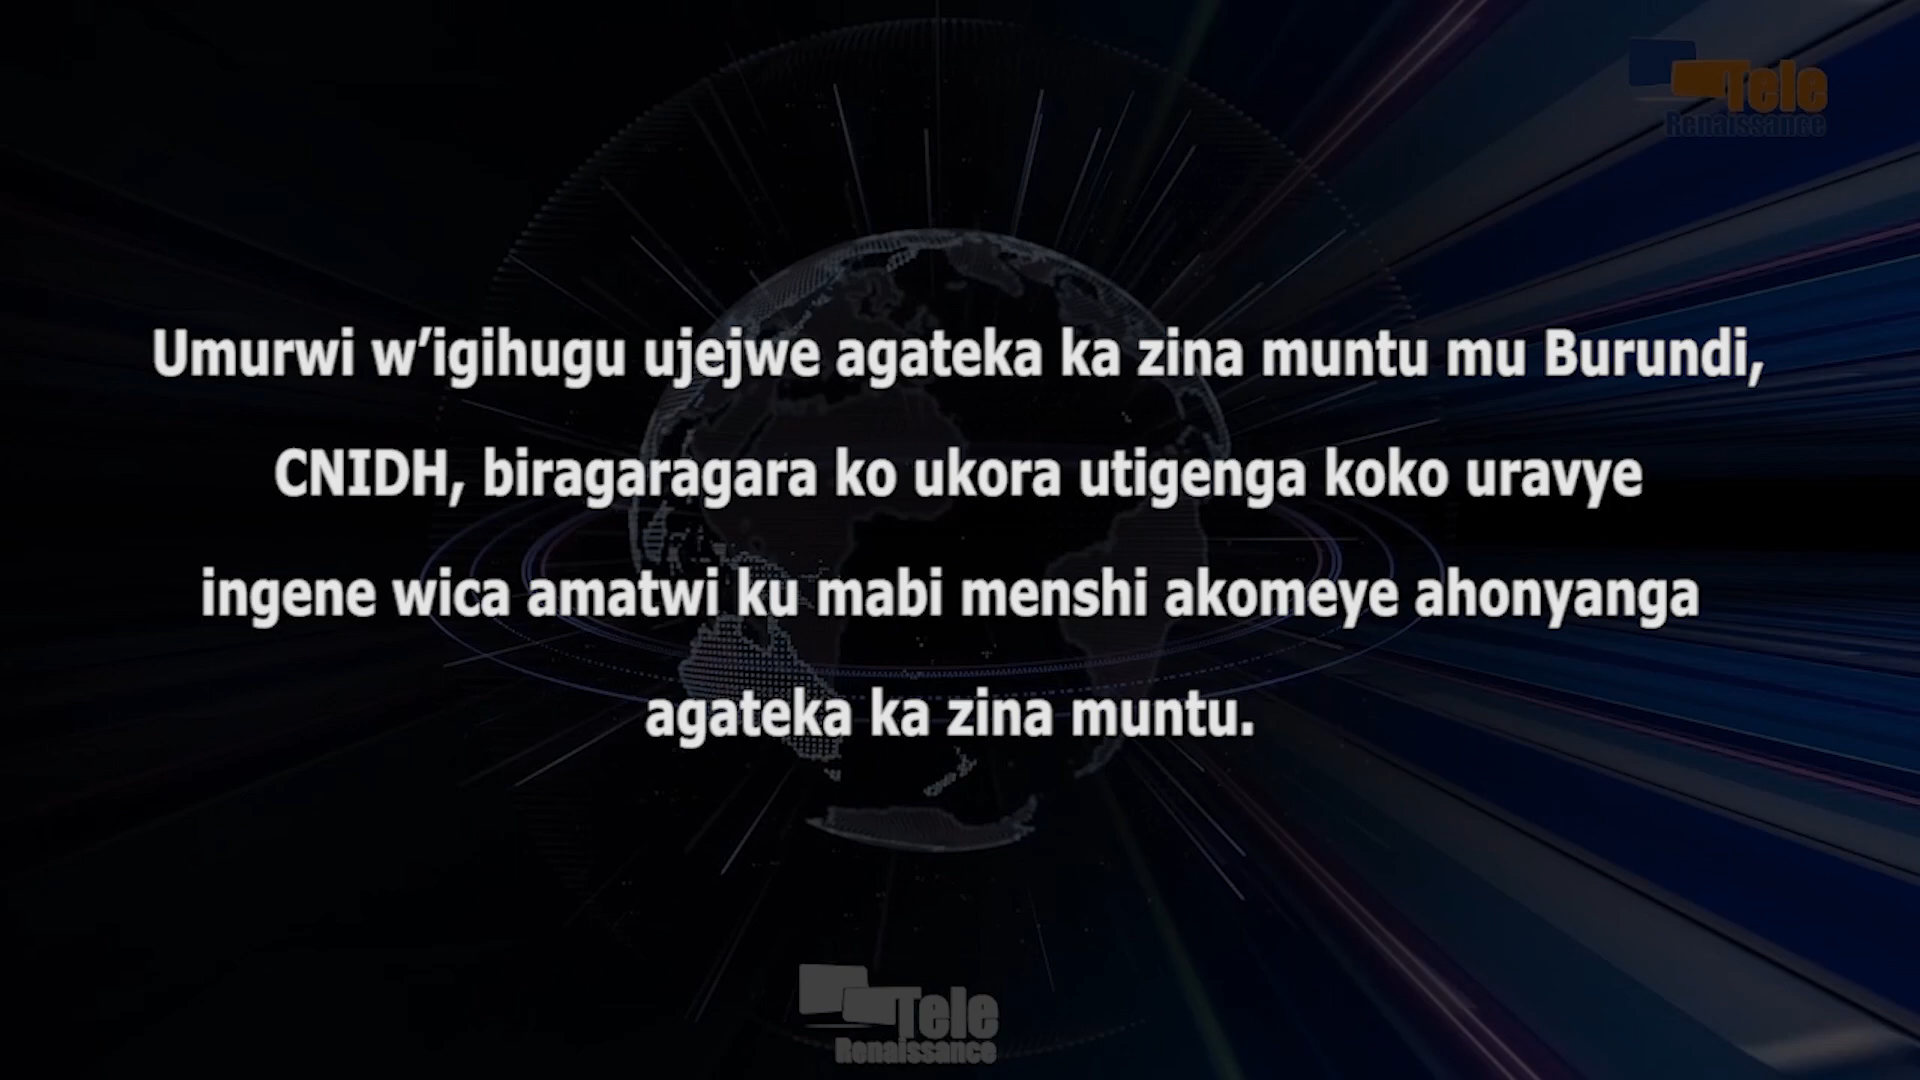 Tele
Renaissance
Umurwi w’igihugu ujejwe agateka ka zina muntu mu Burundi,
CNIDH, biragaragara ko ukora utigenga koko uravye
ingene wica amatwi ku mabi menshi akomeye ahonyanga
agateka ka zina muntu.
Tele
Renaissance